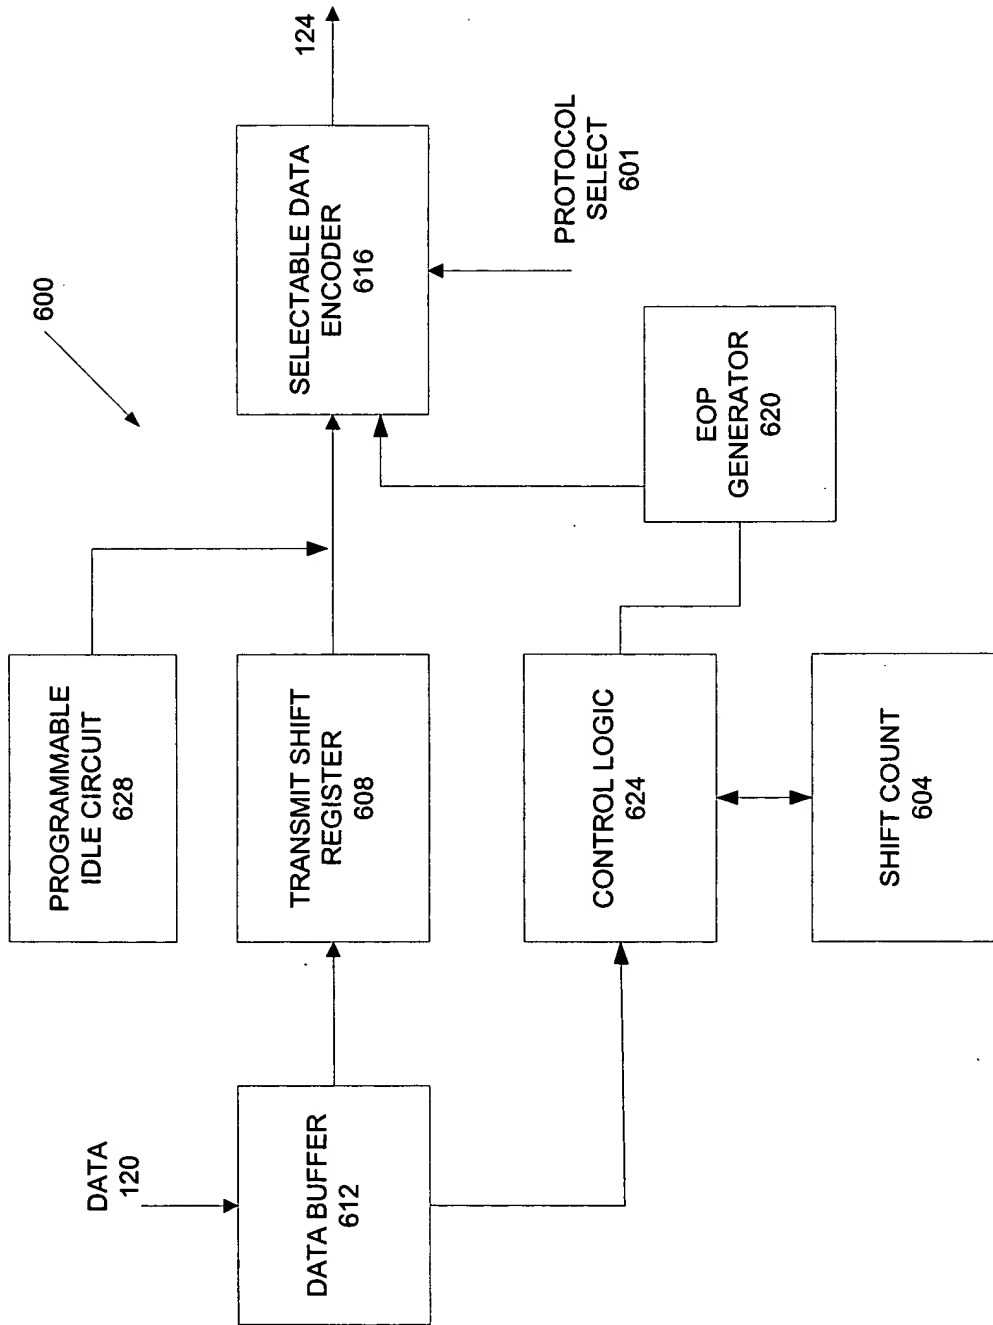 600
PROGRAMMABLE
IDLE CIRCUIT
628
DATA
120
DATA BUFFER
612
TRANSMIT SHIFT
REGISTER
608
SELECTABLE DATA
ENCODER
616
124
PROTOCOL
SELECT
601
CONTROL LOGIC
624
EOP
GENERATOR
620
SHIFT COUNT
604